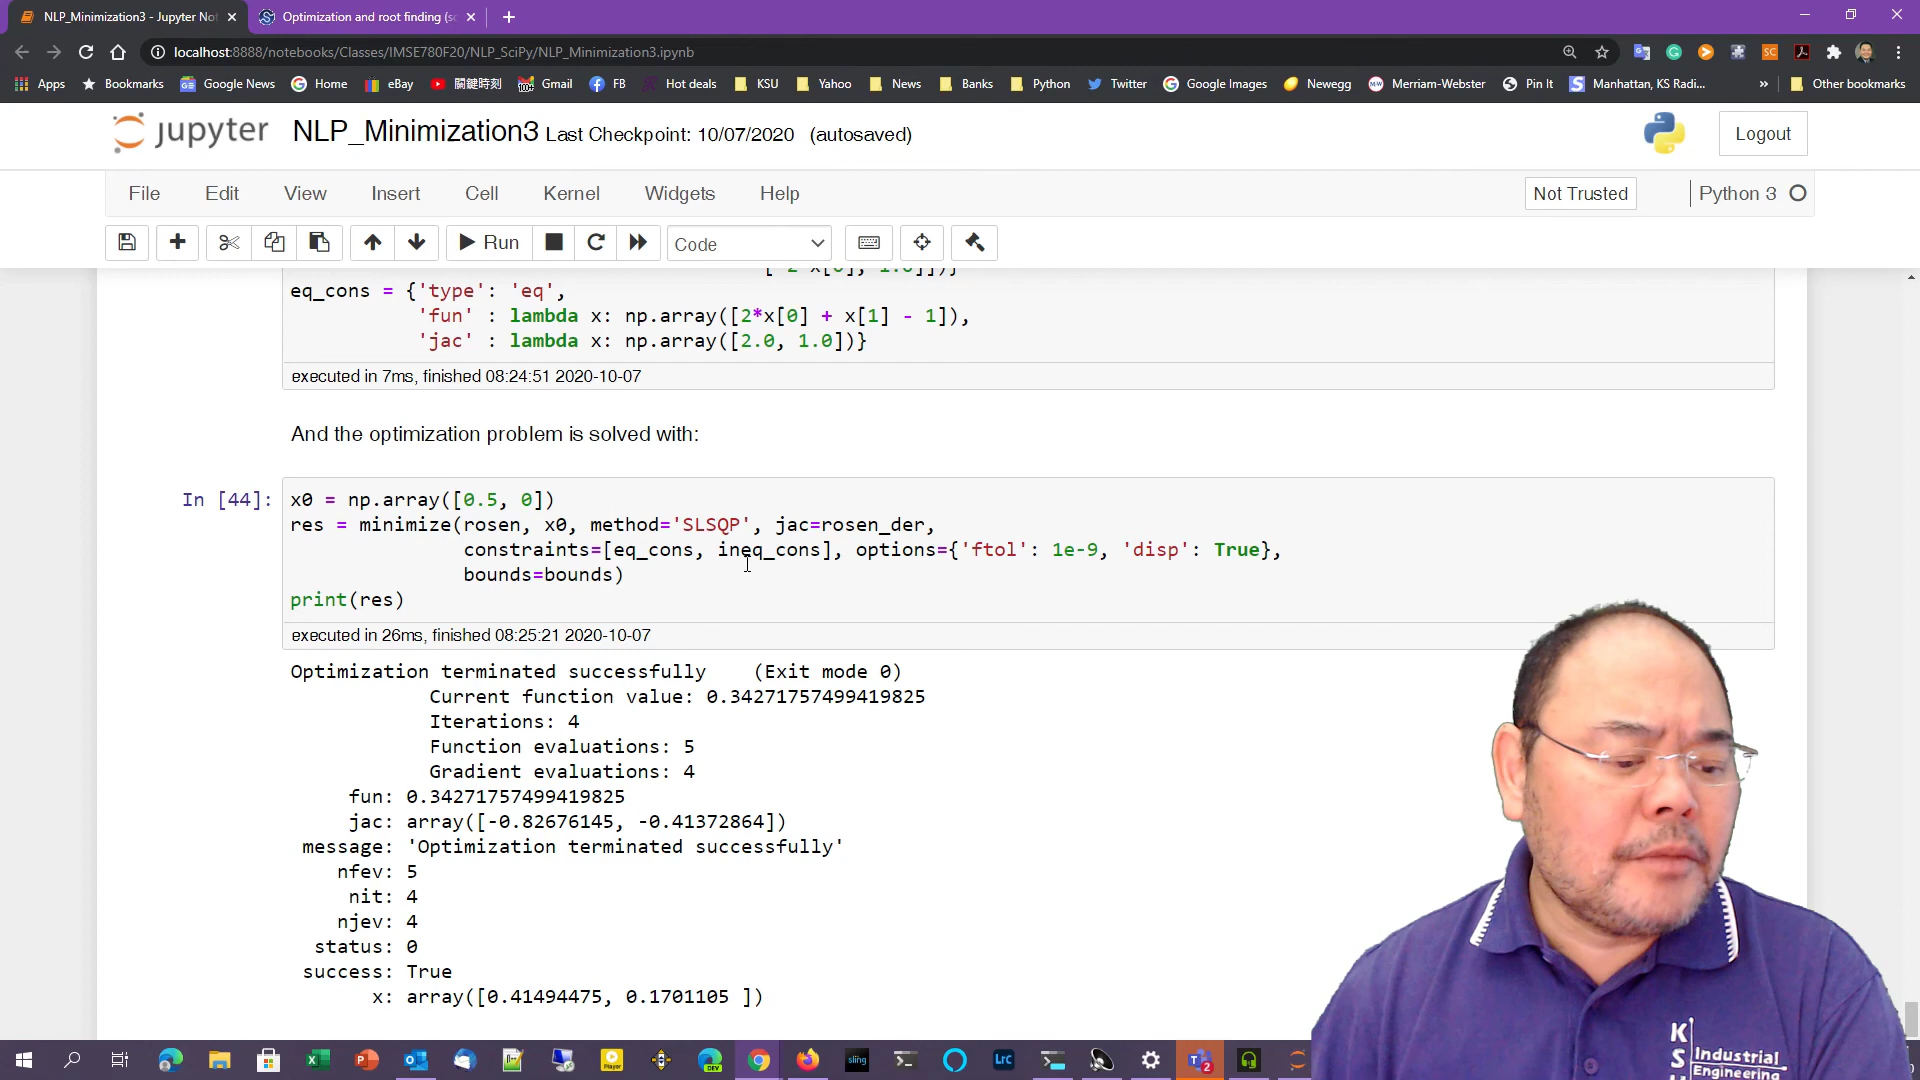 NLP_Minimization3 - Jupyter Not
Optimization and root finding (sc
localhost:8888/notebooks/Classes/IMSE780F20/NLP_SciPy/NLP_Minimization3.ipynb
Apps Bookmarks Google News Home eBay 關鍵時刻 Gmail FB Hot deals KSU Yahoo News Banks Python Twitter Google Images Newegg Merriam-Webster Pin It Manhattan, KS Radi... » Other bookmarks
jupyter NLP_Minimization3 Last Checkpoint: 10/07/2020 (autosaved) Logout
File Edit View Insert Cell Kernel Widgets Help Not Trusted Python 3
Run Code
eq_cons = {'type': 'eq',
'fun' : lambda x: np.array([2*x[0] + x[1] - 1]),
'jac' : lambda x: np.array([2.0, 1.0])}
executed in 7ms, finished 08:24:51 2020-10-07
And the optimization problem is solved with:
In [44]: x0 = np.array([0.5, 0])
res = minimize(rosen, x0, method='SLSQP', jac=rosen_der,
constraints=[eq_cons, ineq_cons], options={'ftol': 1e-9, 'disp': True},
bounds=bounds)
print(res)
executed in 26ms, finished 08:25:21 2020-10-07
Optimization terminated successfully (Exit mode 0)
Current function value: 0.34271757499419825
Iterations: 4
Function evaluations: 5
Gradient evaluations: 4
fun: 0.34271757499419825
jac: array([-0.82676145, -0.41372864])
message: 'Optimization terminated successfully'
nfev: 5
nit: 4
njev: 4
status: 0
success: True
x: array([0.41494475, 0.1701105 ])
Industrial
Engineering